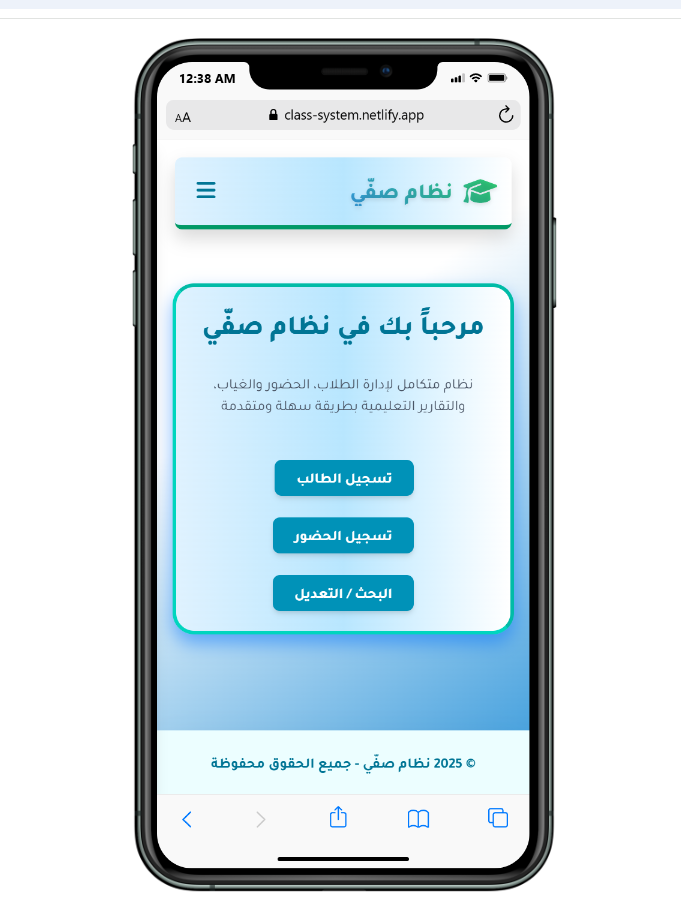 12:38 AM
AA class-system.netlify.app
نظام صفّي
مرحباً بك في نظام صفّي
نظام متكامل لإدارة الطلاب، الحضور والغياب،
والتقارير التعليمية بطريقة سهلة ومتقدمة
تسجيل الطالب
تسجيل الحضور
البحث / التعديل
© 2025 نظام صفّي - جميع الحقوق محفوظة